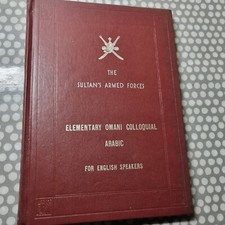 THE
SULTAN'S ARMED FORCES
ELEMENTARY OMANI COLLOQUIAL
ARABIC
FOR ENGLISH SPEAKERS